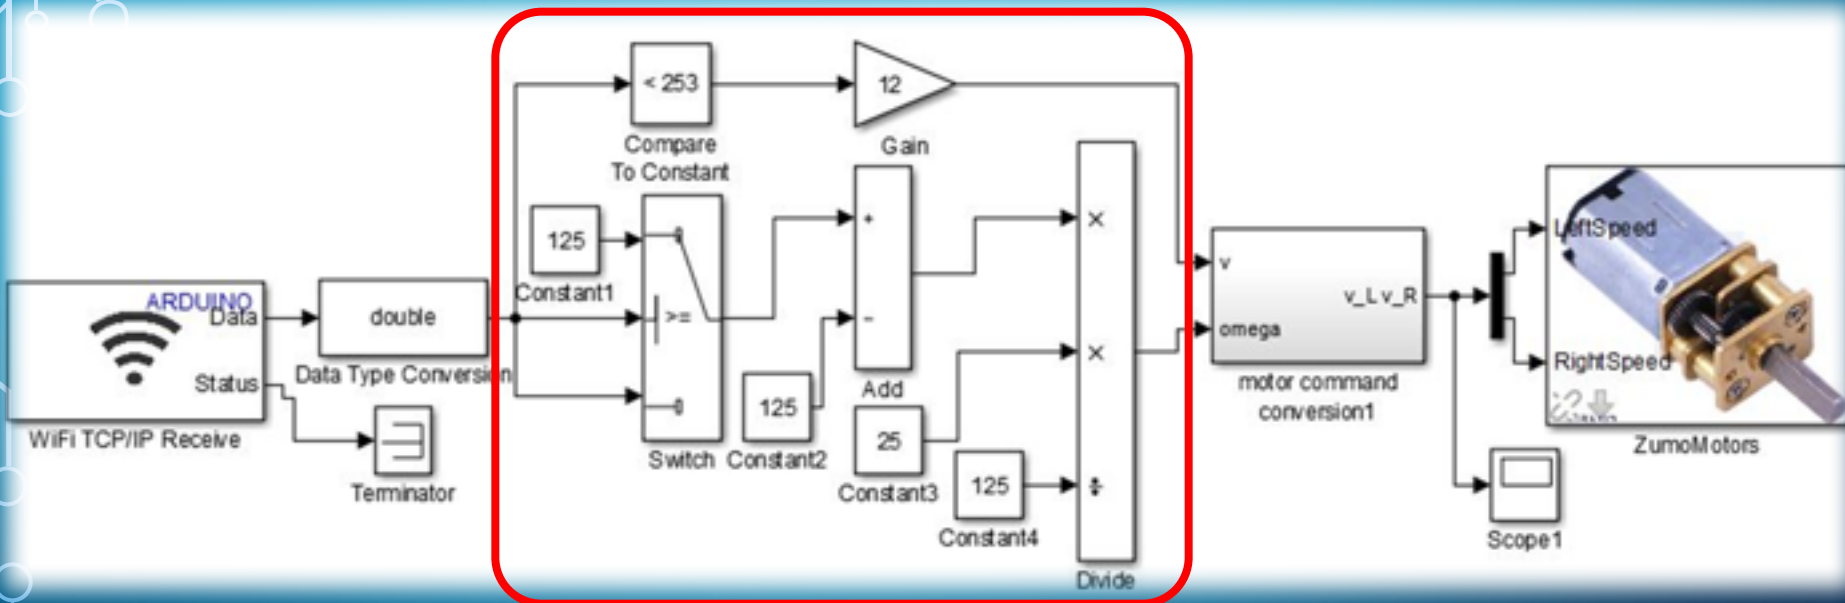 < 253
12
Compare
To Constant
Gain
125
Constant1
>=
Switch
+
−
Add
125
Constant2
25
Constant3
125
Constant4
×
×
÷
Divide
ARDUINO
Data
Status
WiFi TCP/IP Receive
double
Data Type Conversion
Terminator
v
omega
v_L v_R
motor command
conversion1
LeftSpeed
RightSpeed
ZumoMotors
Scope1